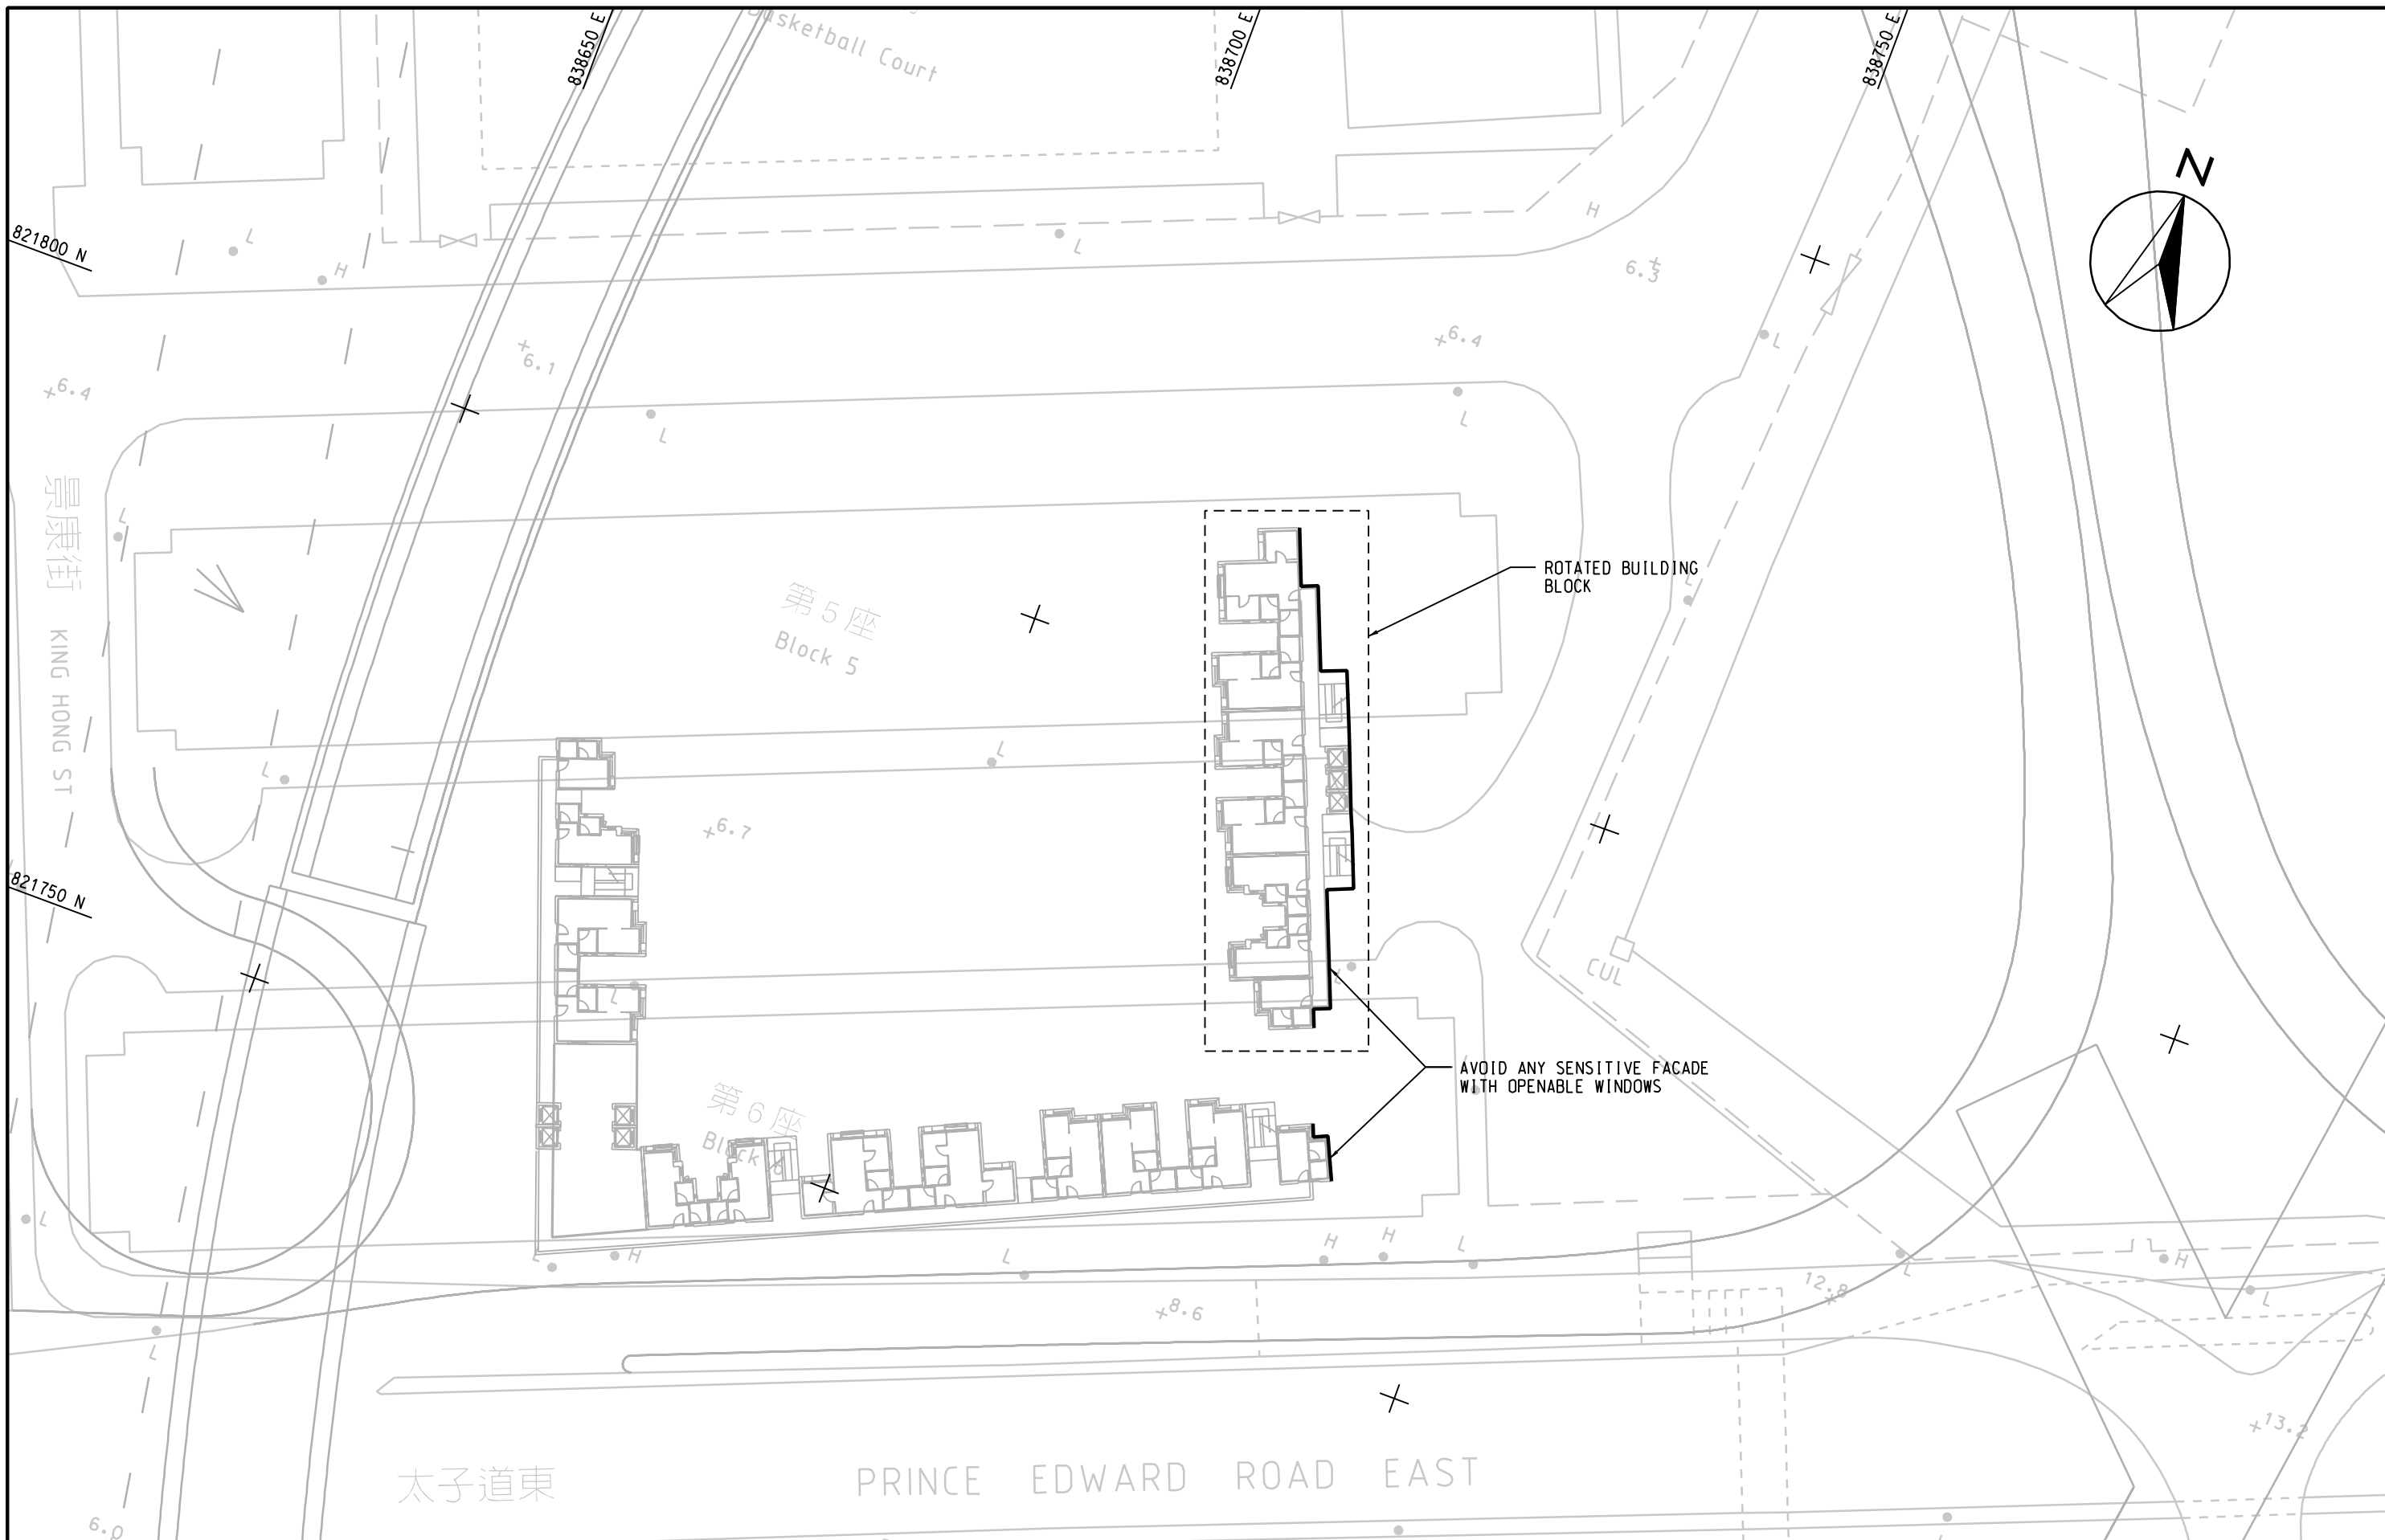 Basketball Court
838650 E
838700 E
838750 E
N
821800 N
L
H
L
H
6.3
6.4
6.1
6.4
L
L
L
景康街
KING HONG ST
L
第5座
Block 5
ROTATED BUILDING
BLOCK
L
L
L
6.7
821750 N
CUL
L
L
AVOID ANY SENSITIVE FACADE
WITH OPENABLE WINDOWS
L
第6座
Block 6
L
H
L
L
H
H
L
H
L
L
12.8
8.6
L
13.2
太子道東
PRINCE EDWARD ROAD EAST
6.0